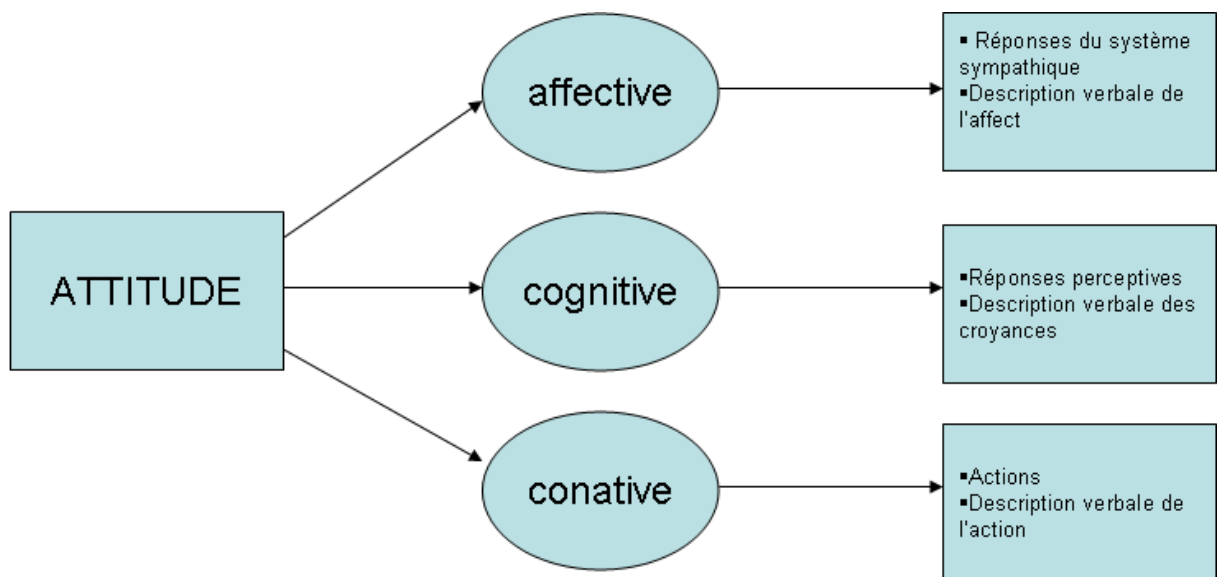 ATTITUDE
affective
▪ Réponses du système
sympathique
▪Description verbale de
l'affect
cognitive
▪Réponses perceptives
▪Description verbale des
croyances
conative
▪Actions
▪Description verbale de
l'action